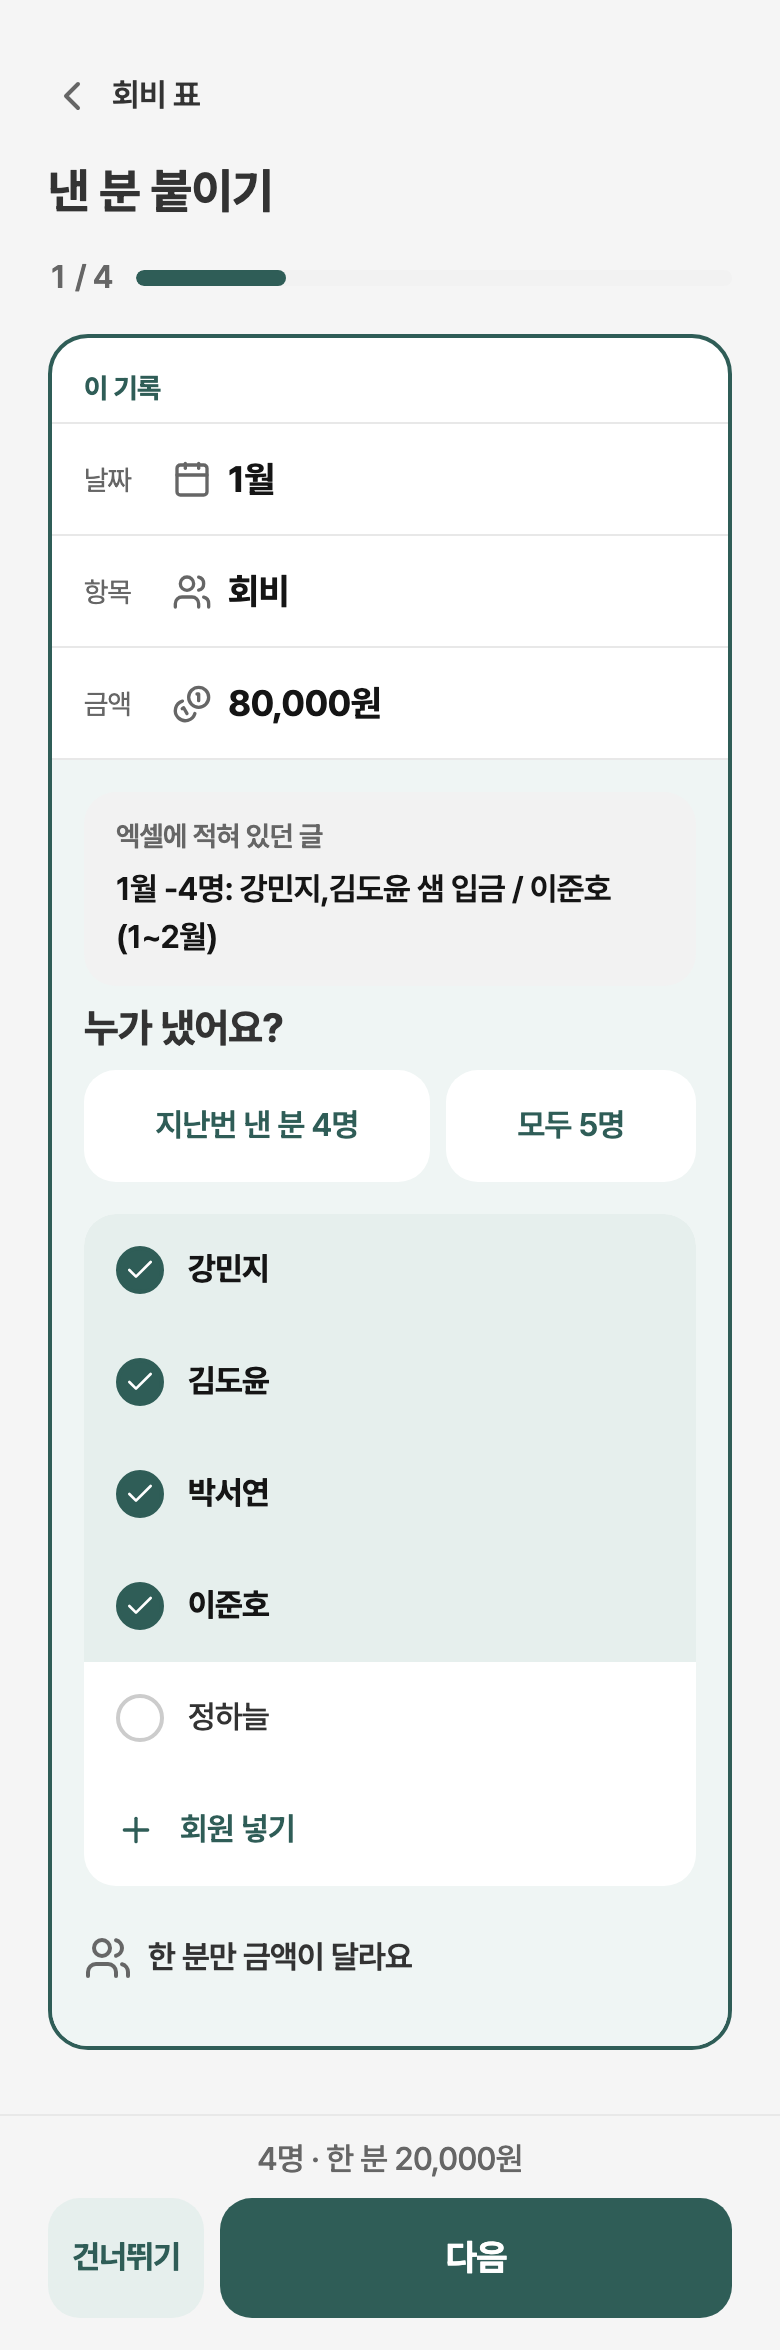 회비 표
낸 분 붙이기
1 / 4
이 기록
날짜 1월
항목 회비
금액 80,000원
엑셀에 적혀 있던 글
1월 -4명: 강민지,김도윤 샘 입금 / 이준호
(1~2월)
누가 냈어요?
지난번 낸 분 4명 모두 5명
강민지
김도윤
박서연
이준호
정하늘
회원 넣기
한 분만 금액이 달라요
4명 · 한 분 20,000원
건너뛰기 다음